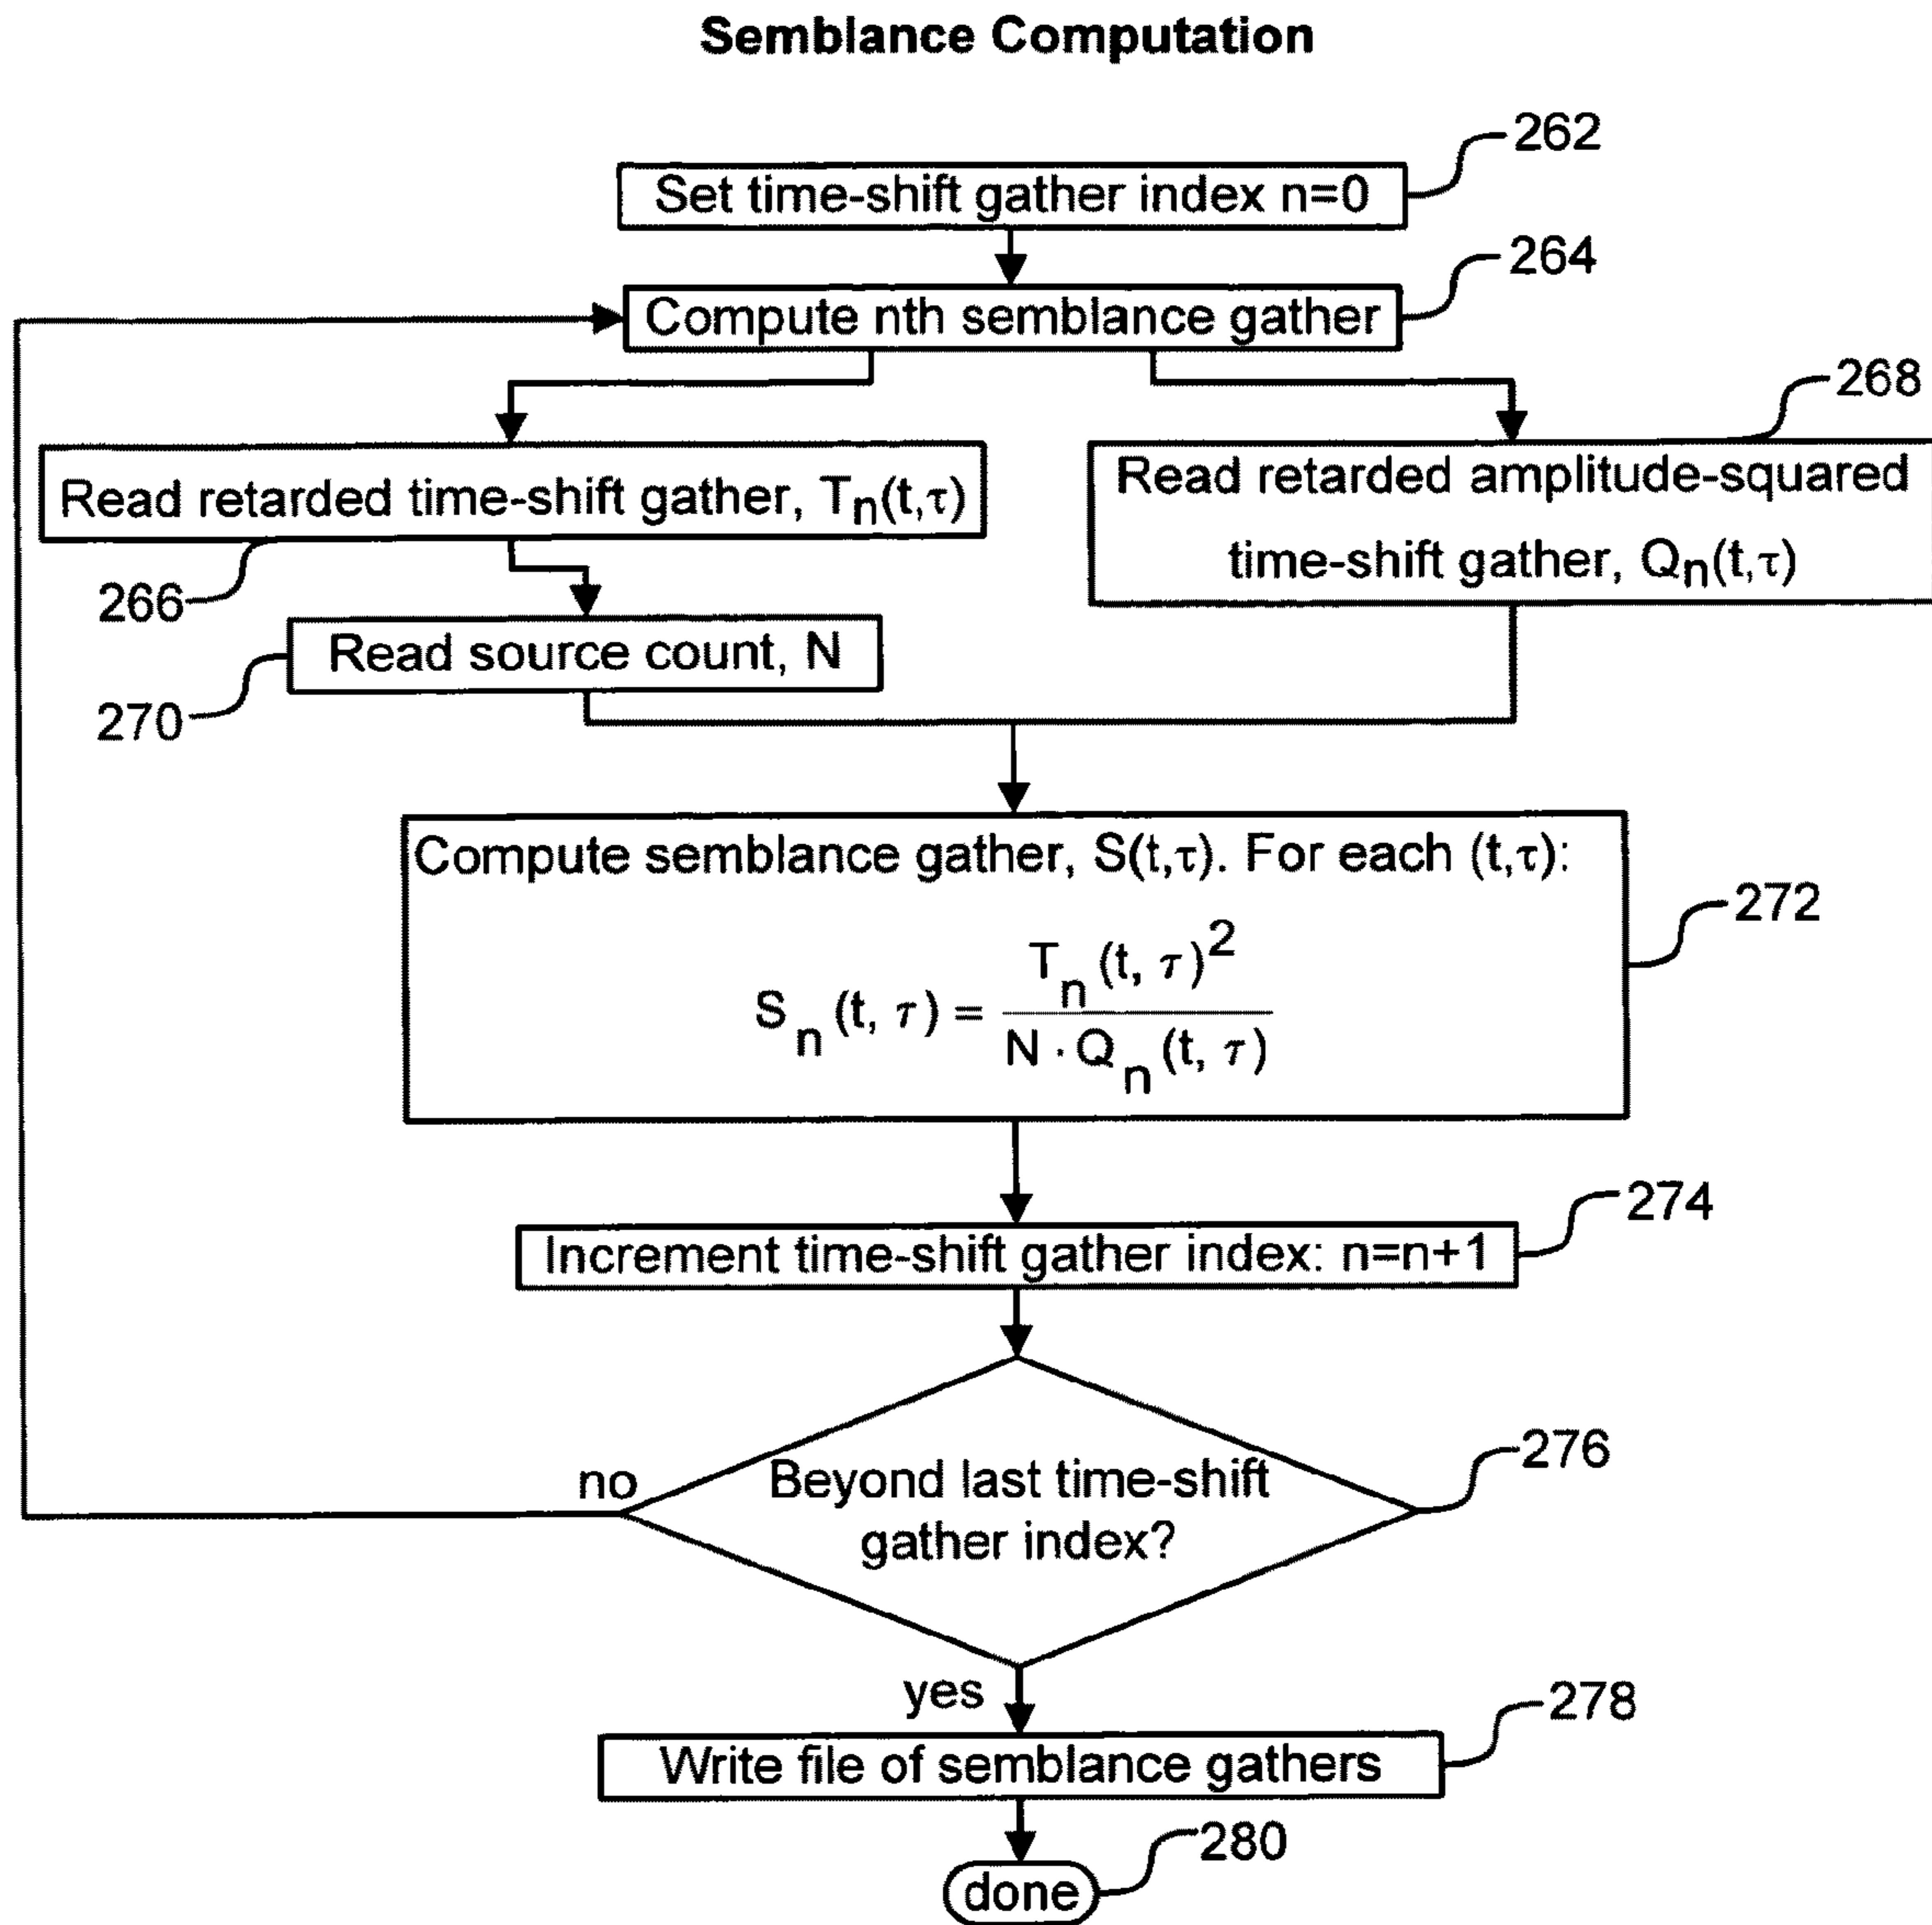 Semblance Computation
262
Set time-shift gather index n=0
264
Compute nth semblance gather
268
Read retarded time-shift gather, Tn(t,τ)
Read retarded amplitude-squared
time-shift gather, Qn(t,τ)
266
Read source count, N
270
Compute semblance gather, S(t,τ). For each (t,τ):
272
S_n (t, τ) = T_n (t, τ)^2 / N · Q_n (t, τ)
274
Increment time-shift gather index: n=n+1
276
no
Beyond last time-shift
gather index?
yes
278
Write file of semblance gathers
280
done